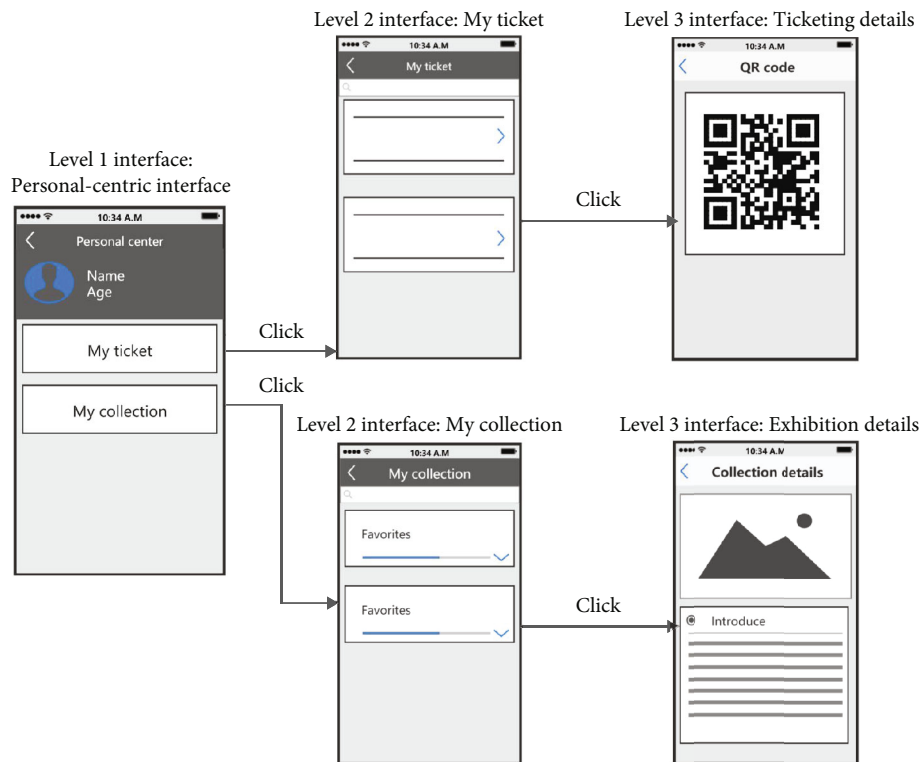 Level 2 interface: My ticket
10:34 A.M
My ticket
Level 3 interface: Ticketing details
10:34 A.M
QR code
Click
Level 1 interface:
Personal-centric interface
10:34 A.M
Personal center
Name
Age
My ticket
My collection
Click
Click
Level 2 interface: My collection
10:34 A.M
My collection
Favorites
Favorites
Click
Level 3 interface: Exhibition details
10:34 A.M
Collection details
Introduce